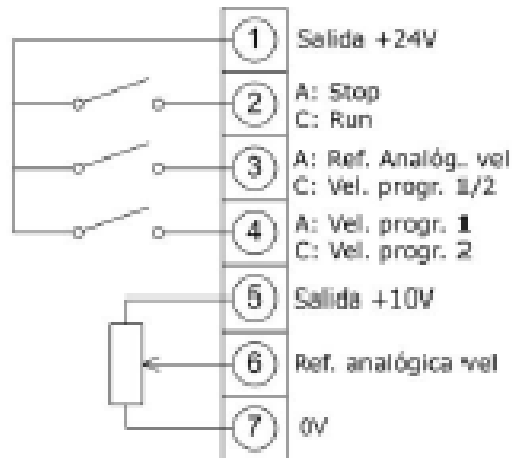 1 Salida +24V
2 A: Stop
C: Run
3 A: Ref. Analóg. vel
C: Vel. progr. 1/2
4 A: Vel. progr. 1
C: Vel. progr. 2
5 Salida +10V
6 Ref. analógica vel
7 0V